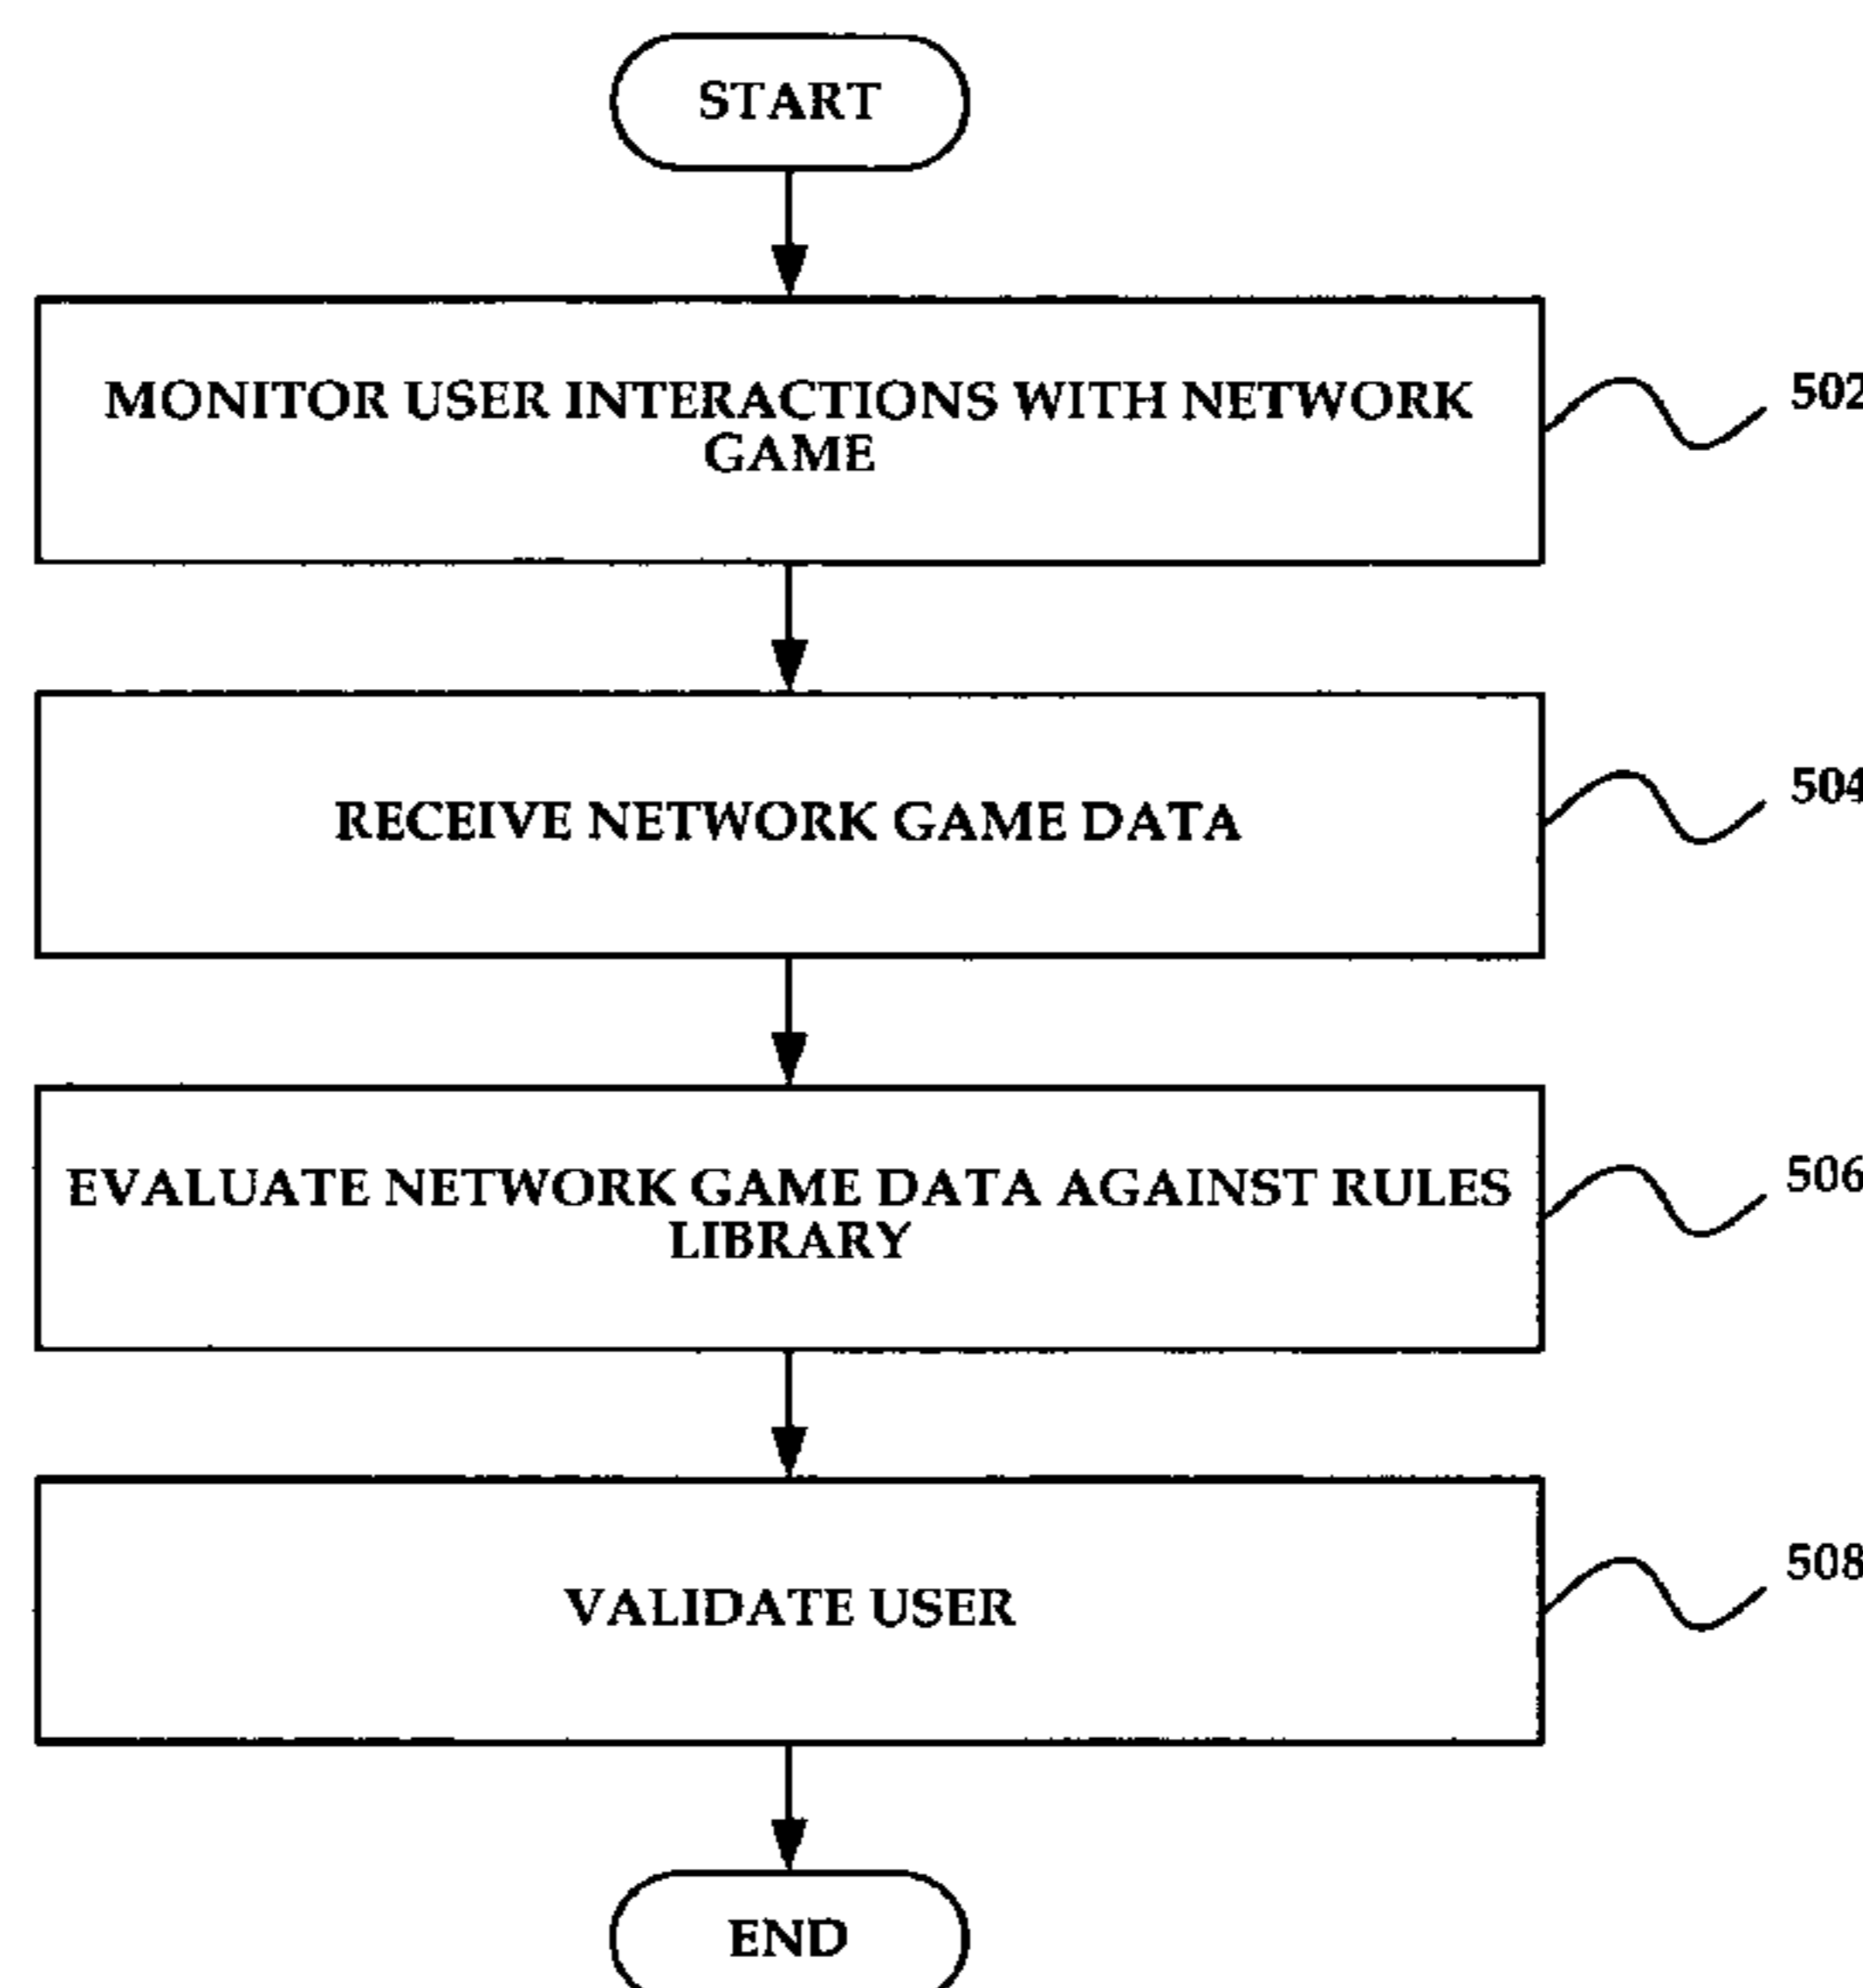 START
MONITOR USER INTERACTIONS WITH NETWORK
GAME
502
RECEIVE NETWORK GAME DATA
504
EVALUATE NETWORK GAME DATA AGAINST RULES
LIBRARY
506
VALIDATE USER
508
END